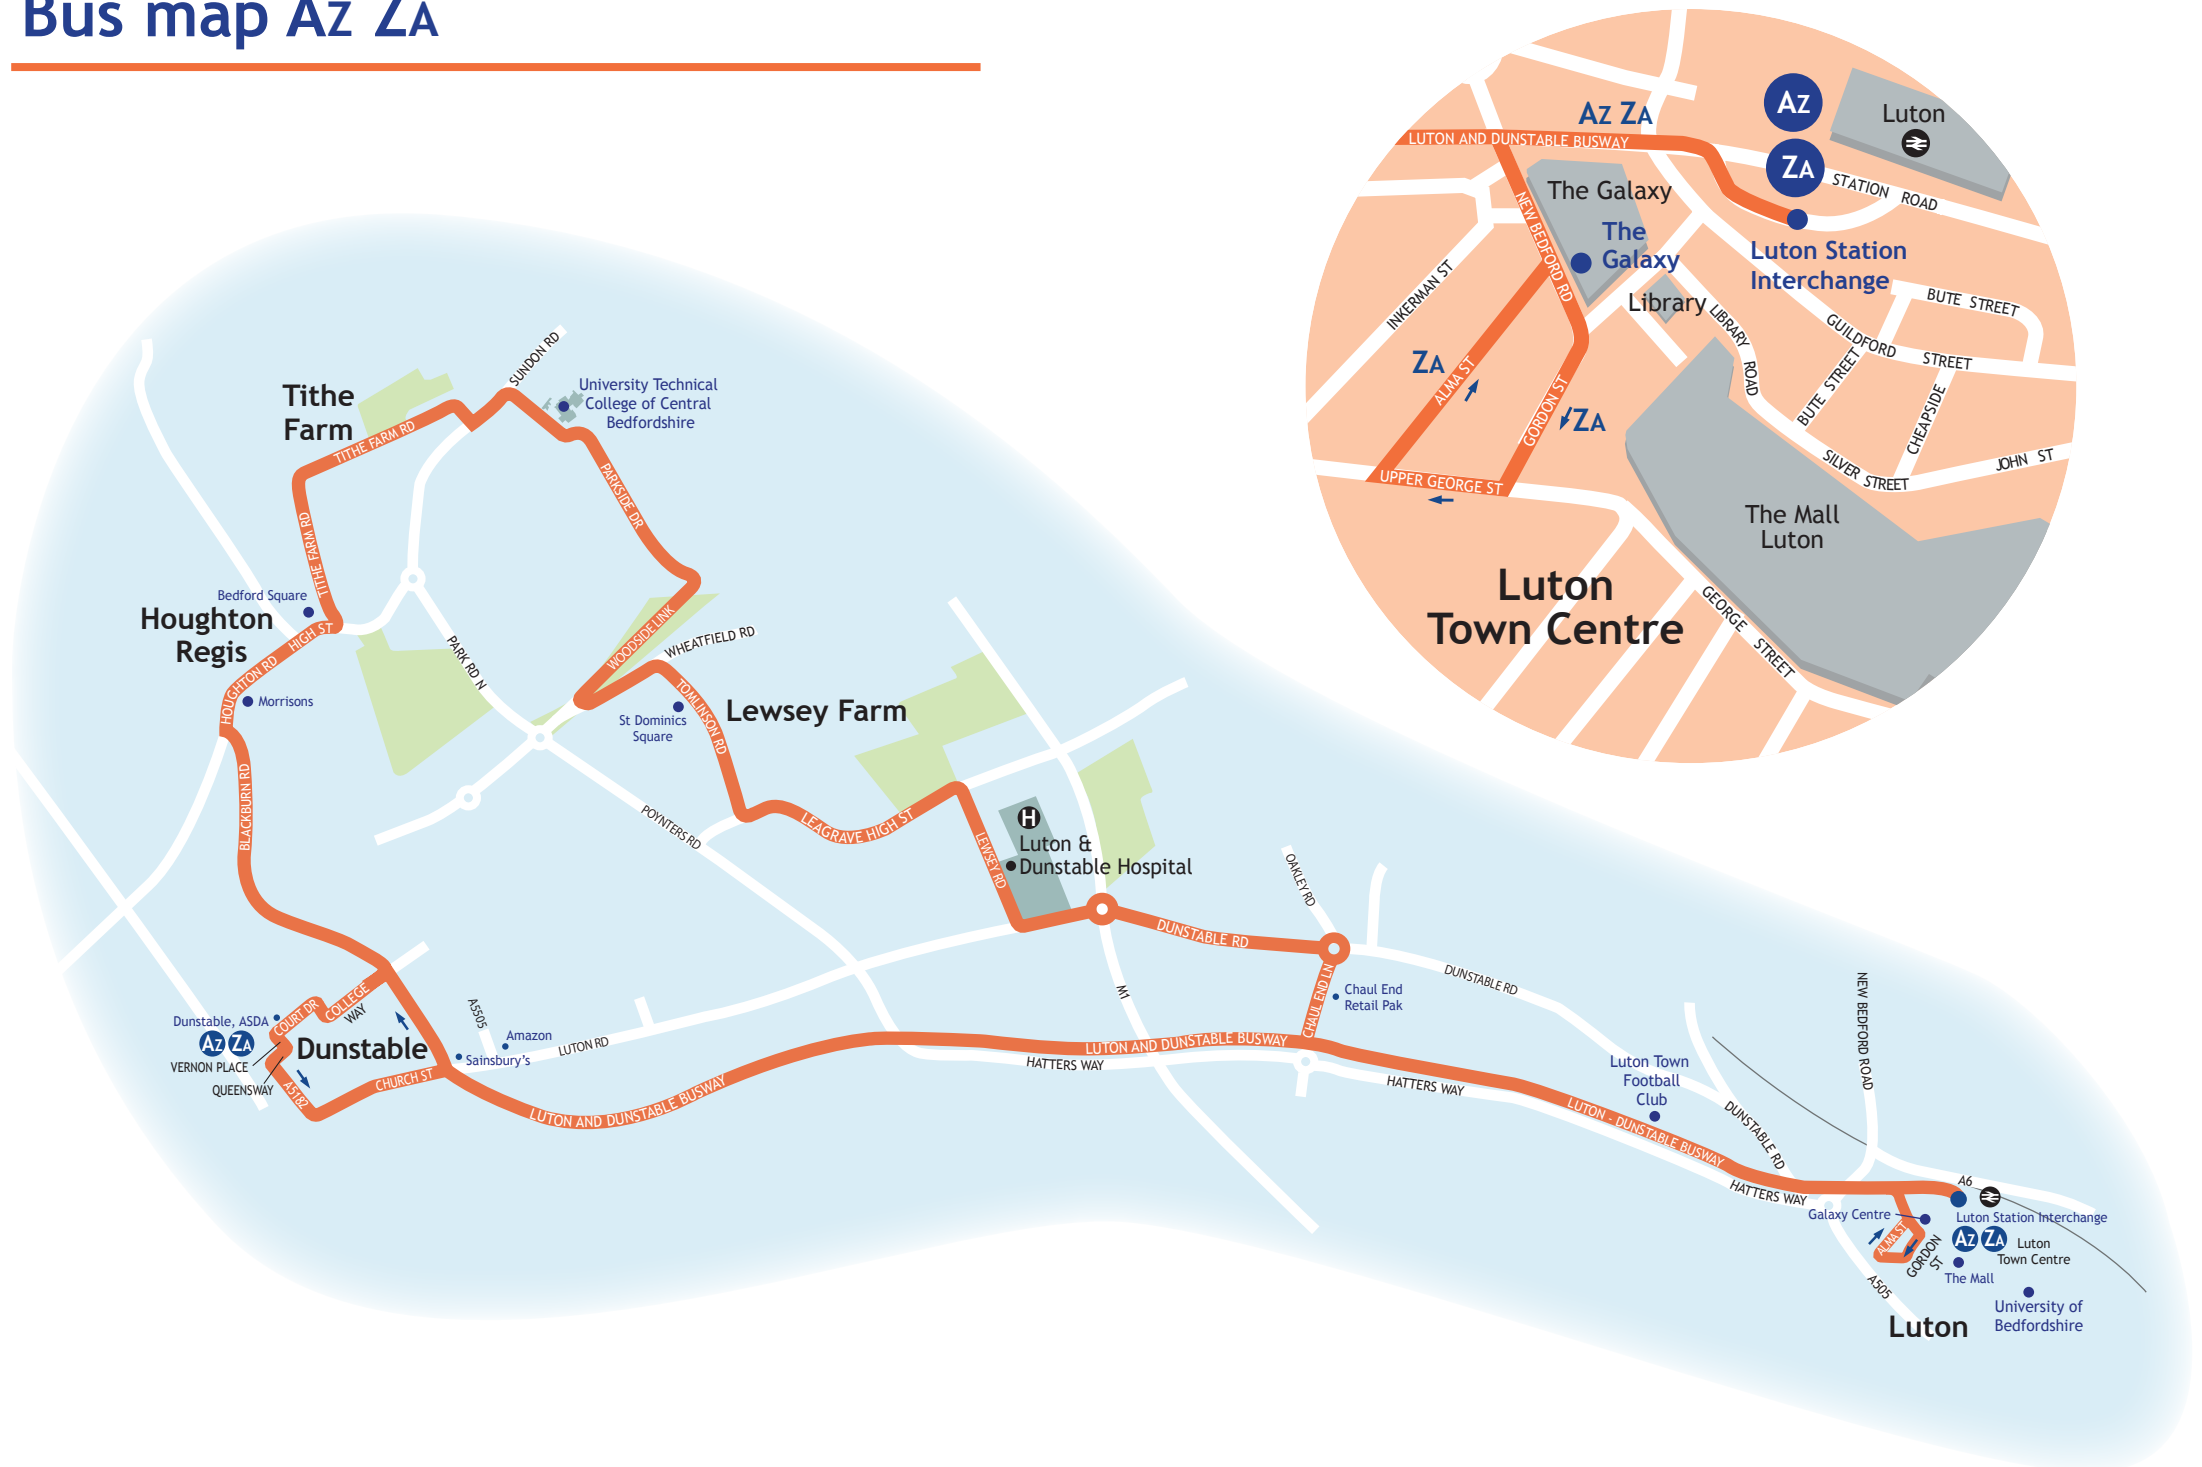 Bus map AZ ZA
AZ
ZA
Luton
AZ ZA
LUTON AND DUNSTABLE BUSWAY
STATION ROAD
The Galaxy
The
Galaxy
NEW BEDFORD RD
Luton Station
Interchange
Library
LIBRARY ROAD
INKERMAN ST
BUTE STREET
GUILDFORD STREET
BUTE STREET
CHEAPSIDE
ZA
ALMA ST
GORDON ST
ZA
UPPER GEORGE ST
SILVER STREET
JOHN ST
The Mall
Luton
Luton
Town Centre
GEORGE STREET
SUNDON RD
Tithe
Farm
TITHE FARM RD
University Technical
College of Central
Bedfordshire
PARKSIDE DR
TITHE FARM RD
Bedford Square
Houghton
Regis
HIGH ST
HOUGHTON RD
HOUGHTON RD
Morrisons
PARK RD N
WOODSIDE LINK
WHEATFIELD RD
TOMLINSON RD
St Dominics
Square
Lewsey Farm
BLACKBURN RD
POYNTERS RD
LEAGRAVE HIGH ST
LEWSEY RD
H
Luton &
Dunstable Hospital
OAKLEY RD
DUNSTABLE RD
DUNSTABLE RD
CHAUL END LN
Chaul End
Retail Pak
M1
A5505
Dunstable, ASDA
AZ ZA
COURT DR
COLLEGE
WAY
VERNON PLACE
QUEENSWAY
Dunstable
A5182
CHURCH ST
Amazon
Sainsbury's
LUTON RD
LUTON AND DUNSTABLE BUSWAY
LUTON AND DUNSTABLE BUSWAY
HATTERS WAY
HATTERS WAY
Luton Town
Football
Club
LUTON - DUNSTABLE BUSWAY
DUNSTABLE RD
HATTERS WAY
NEW BEDFORD ROAD
A6
Galaxy Centre
Luton Station Interchange
AZ ZA
Luton
Town Centre
ALMA ST
GORDON
ST
The Mall
A505
University of
Bedfordshire
Luton